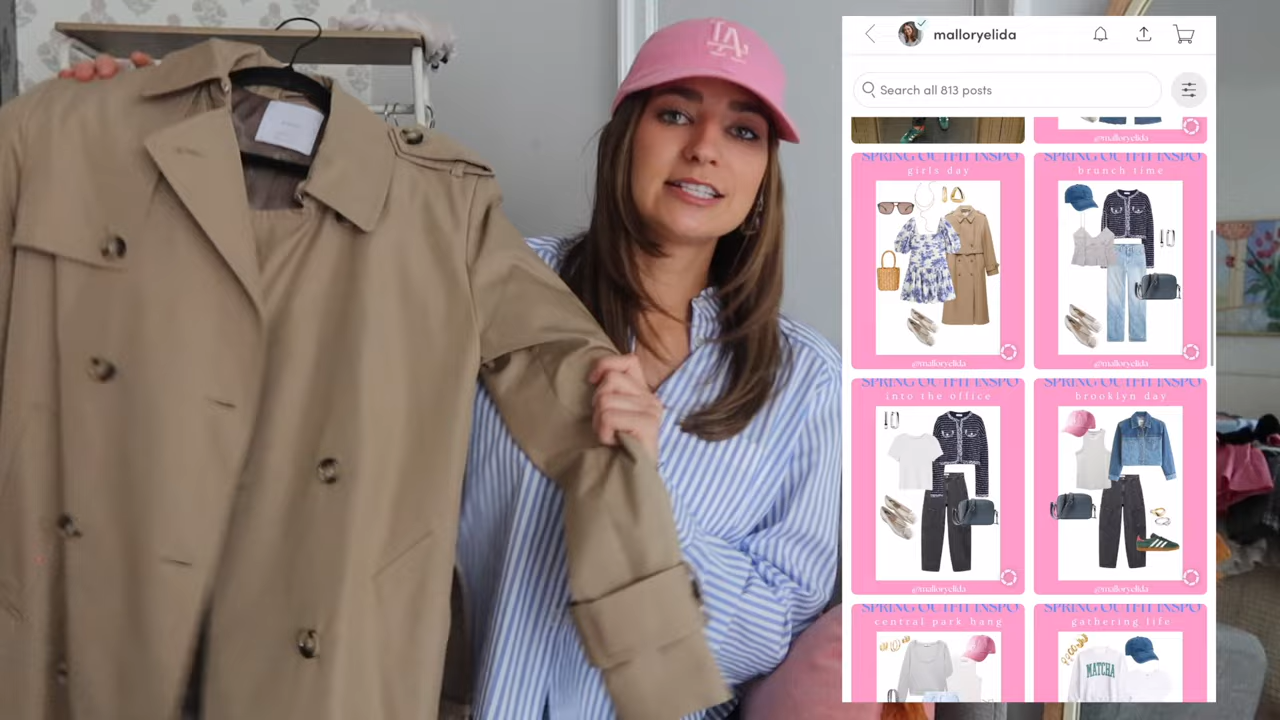 LA
malloryelida
Search all 813 posts
@malloryelida
SPRING OUTFIT INSPO
girls day
@malloryelida
SPRING OUTFIT INSPO
brunch time
@malloryelida
SPRING OUTFIT INSPO
into the office
@malloryelida
SPRING OUTFIT INSPO
brooklyn day
@malloryelida
SPRING OUTFIT INSPO
central park hang
SPRING OUTFIT INSPO
gathering life
MATCHA